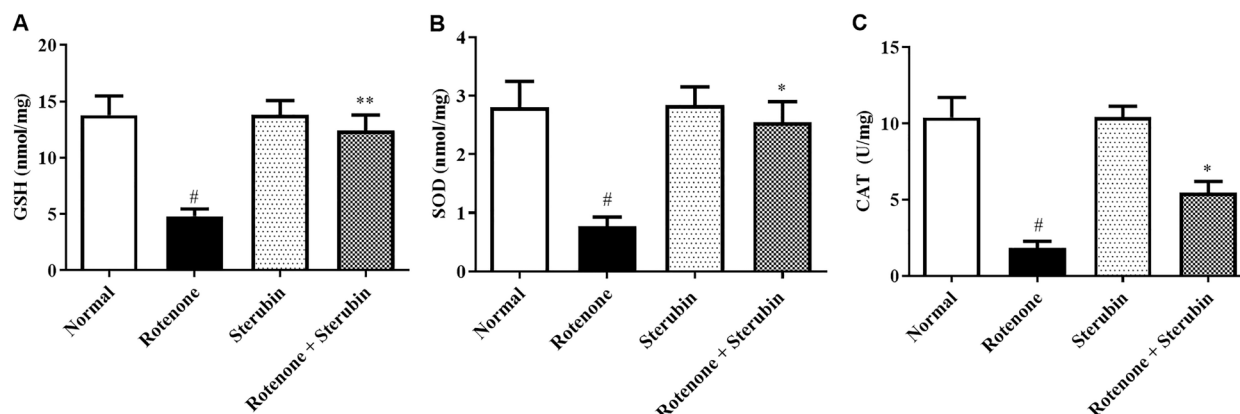 A
GSH (nmol/mg)
20
15
10
5
0
#
**
Normal
Rotenone
Sterubin
Rotenone + Sterubin
B
SOD (nmol/mg)
4
3
2
1
0
#
*
Normal
Rotenone
Sterubin
Rotenone + Sterubin
C
CAT (U/mg)
15
10
5
0
#
*
Normal
Rotenone
Sterubin
Rotenone + Sterubin